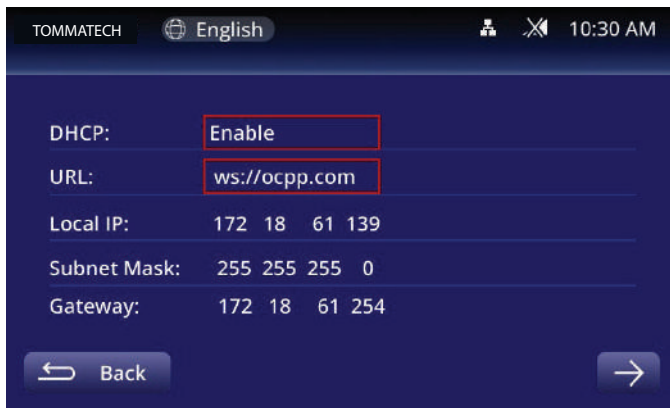 TOMMATECH English 10:30 AM
DHCP: Enable
URL: ws://ocpp.com
Local IP: 172 18 61 139
Subnet Mask: 255 255 255 0
Gateway: 172 18 61 254
Back